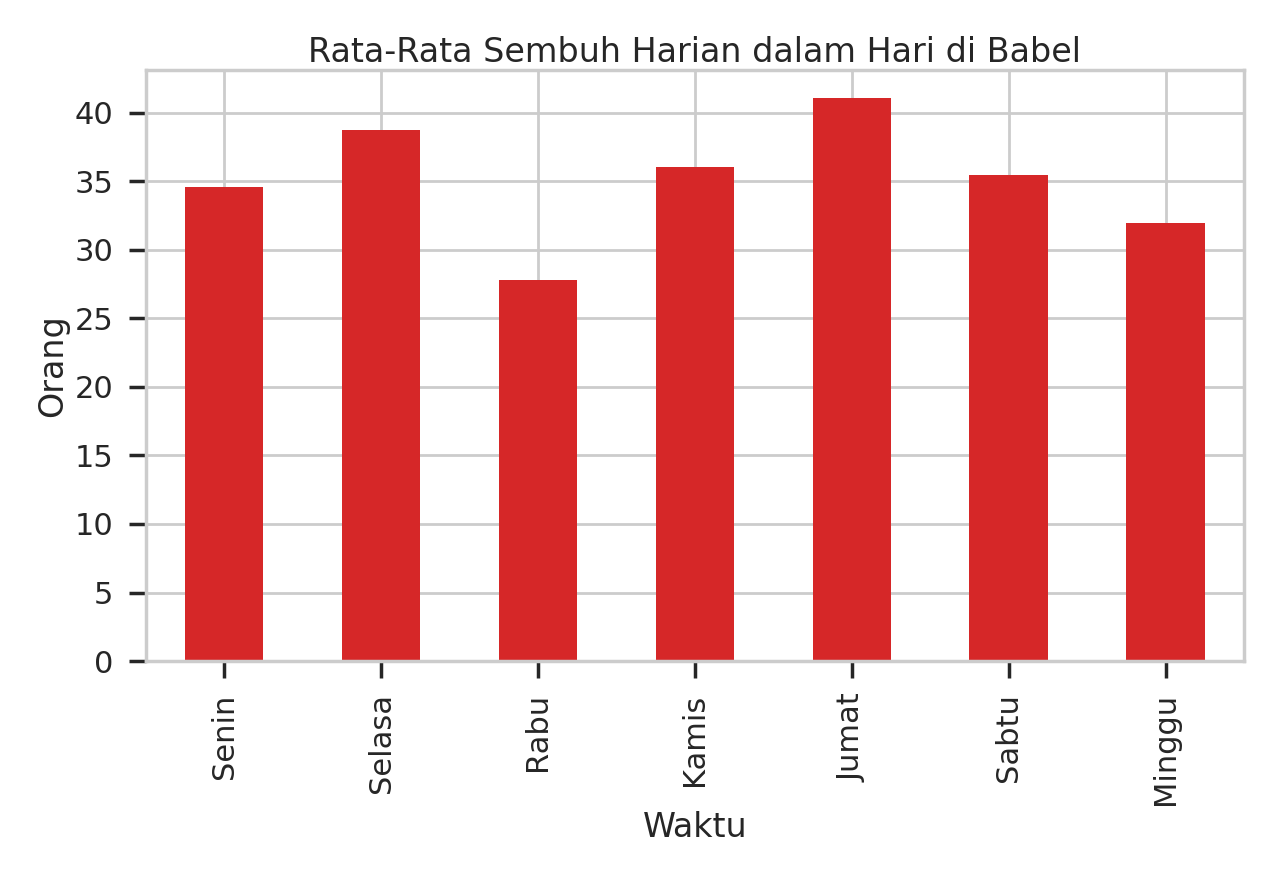 Rata-Rata Sembuh Harian dalam Hari di Babel
Orang
40
35
30
25
20
15
10
5
0
Senin
Selasa
Rabu
Kamis
Jumat
Sabtu
Minggu
Waktu